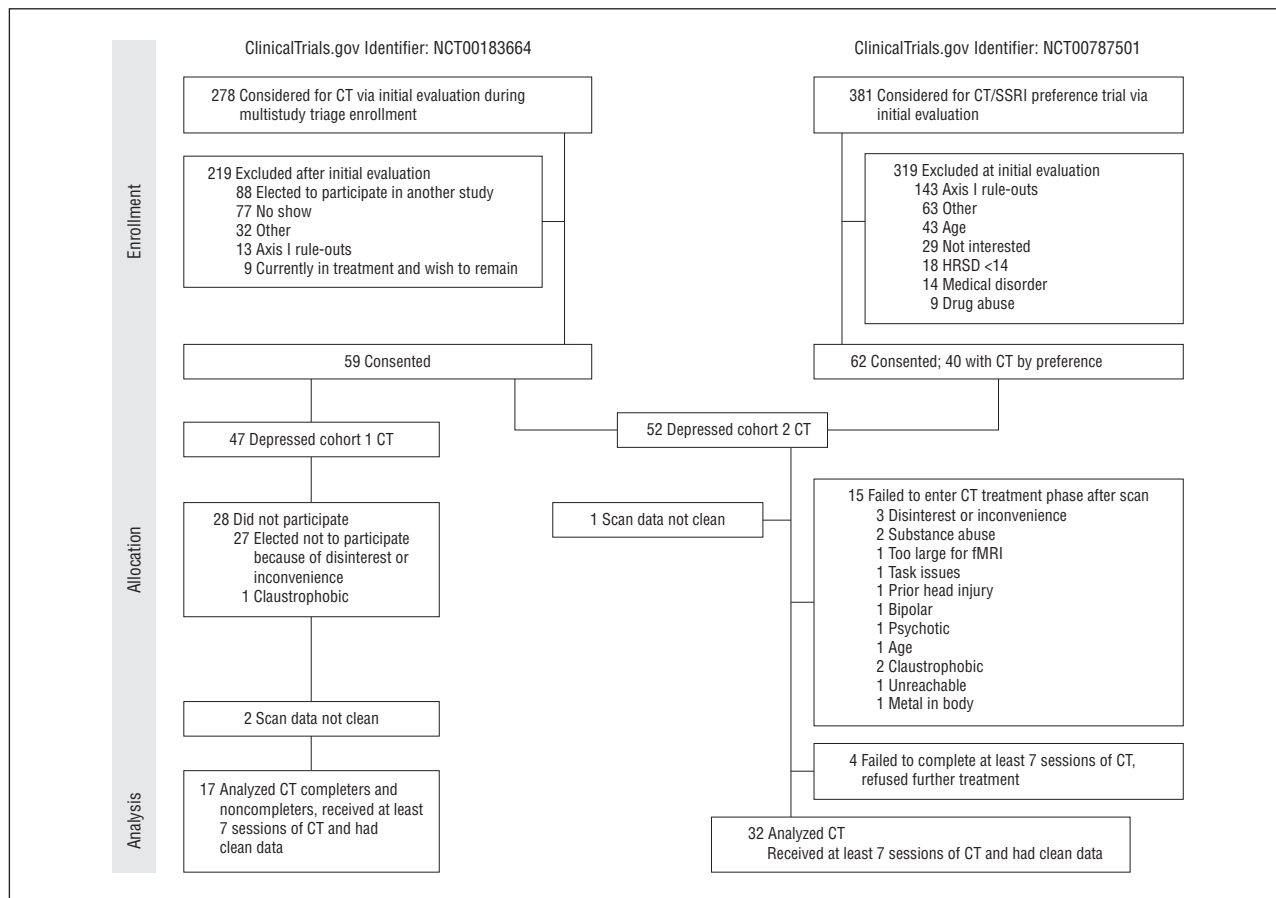 ClinicalTrials.gov Identifier: NCT00183664
ClinicalTrials.gov Identifier: NCT00787501
Enrollment
278 Considered for CT via initial evaluation during
multistudy triage enrollment
381 Considered for CT/SSRI preference trial via
initial evaluation
219 Excluded after initial evaluation
88 Elected to participate in another study
77 No show
32 Other
13 Axis I rule-outs
9 Currently in treatment and wish to remain
319 Excluded at initial evaluation
143 Axis I rule-outs
63 Other
43 Age
29 Not interested
18 HRSD <14
14 Medical disorder
9 Drug abuse
59 Consented
62 Consented; 40 with CT by preference
47 Depressed cohort 1 CT
52 Depressed cohort 2 CT
Allocation
28 Did not participate
27 Elected not to participate
because of disinterest or
inconvenience
1 Claustrophobic
1 Scan data not clean
15 Failed to enter CT treatment phase after scan
3 Disinterest or inconvenience
2 Substance abuse
1 Too large for fMRI
1 Task issues
1 Prior head injury
1 Bipolar
1 Psychotic
1 Age
2 Claustrophobic
1 Unreachable
1 Metal in body
2 Scan data not clean
4 Failed to complete at least 7 sessions of CT,
refused further treatment
Analysis
17 Analyzed CT completers and
noncompleters, received at least
7 sessions of CT and had
clean data
32 Analyzed CT
Received at least 7 sessions of CT and had clean data